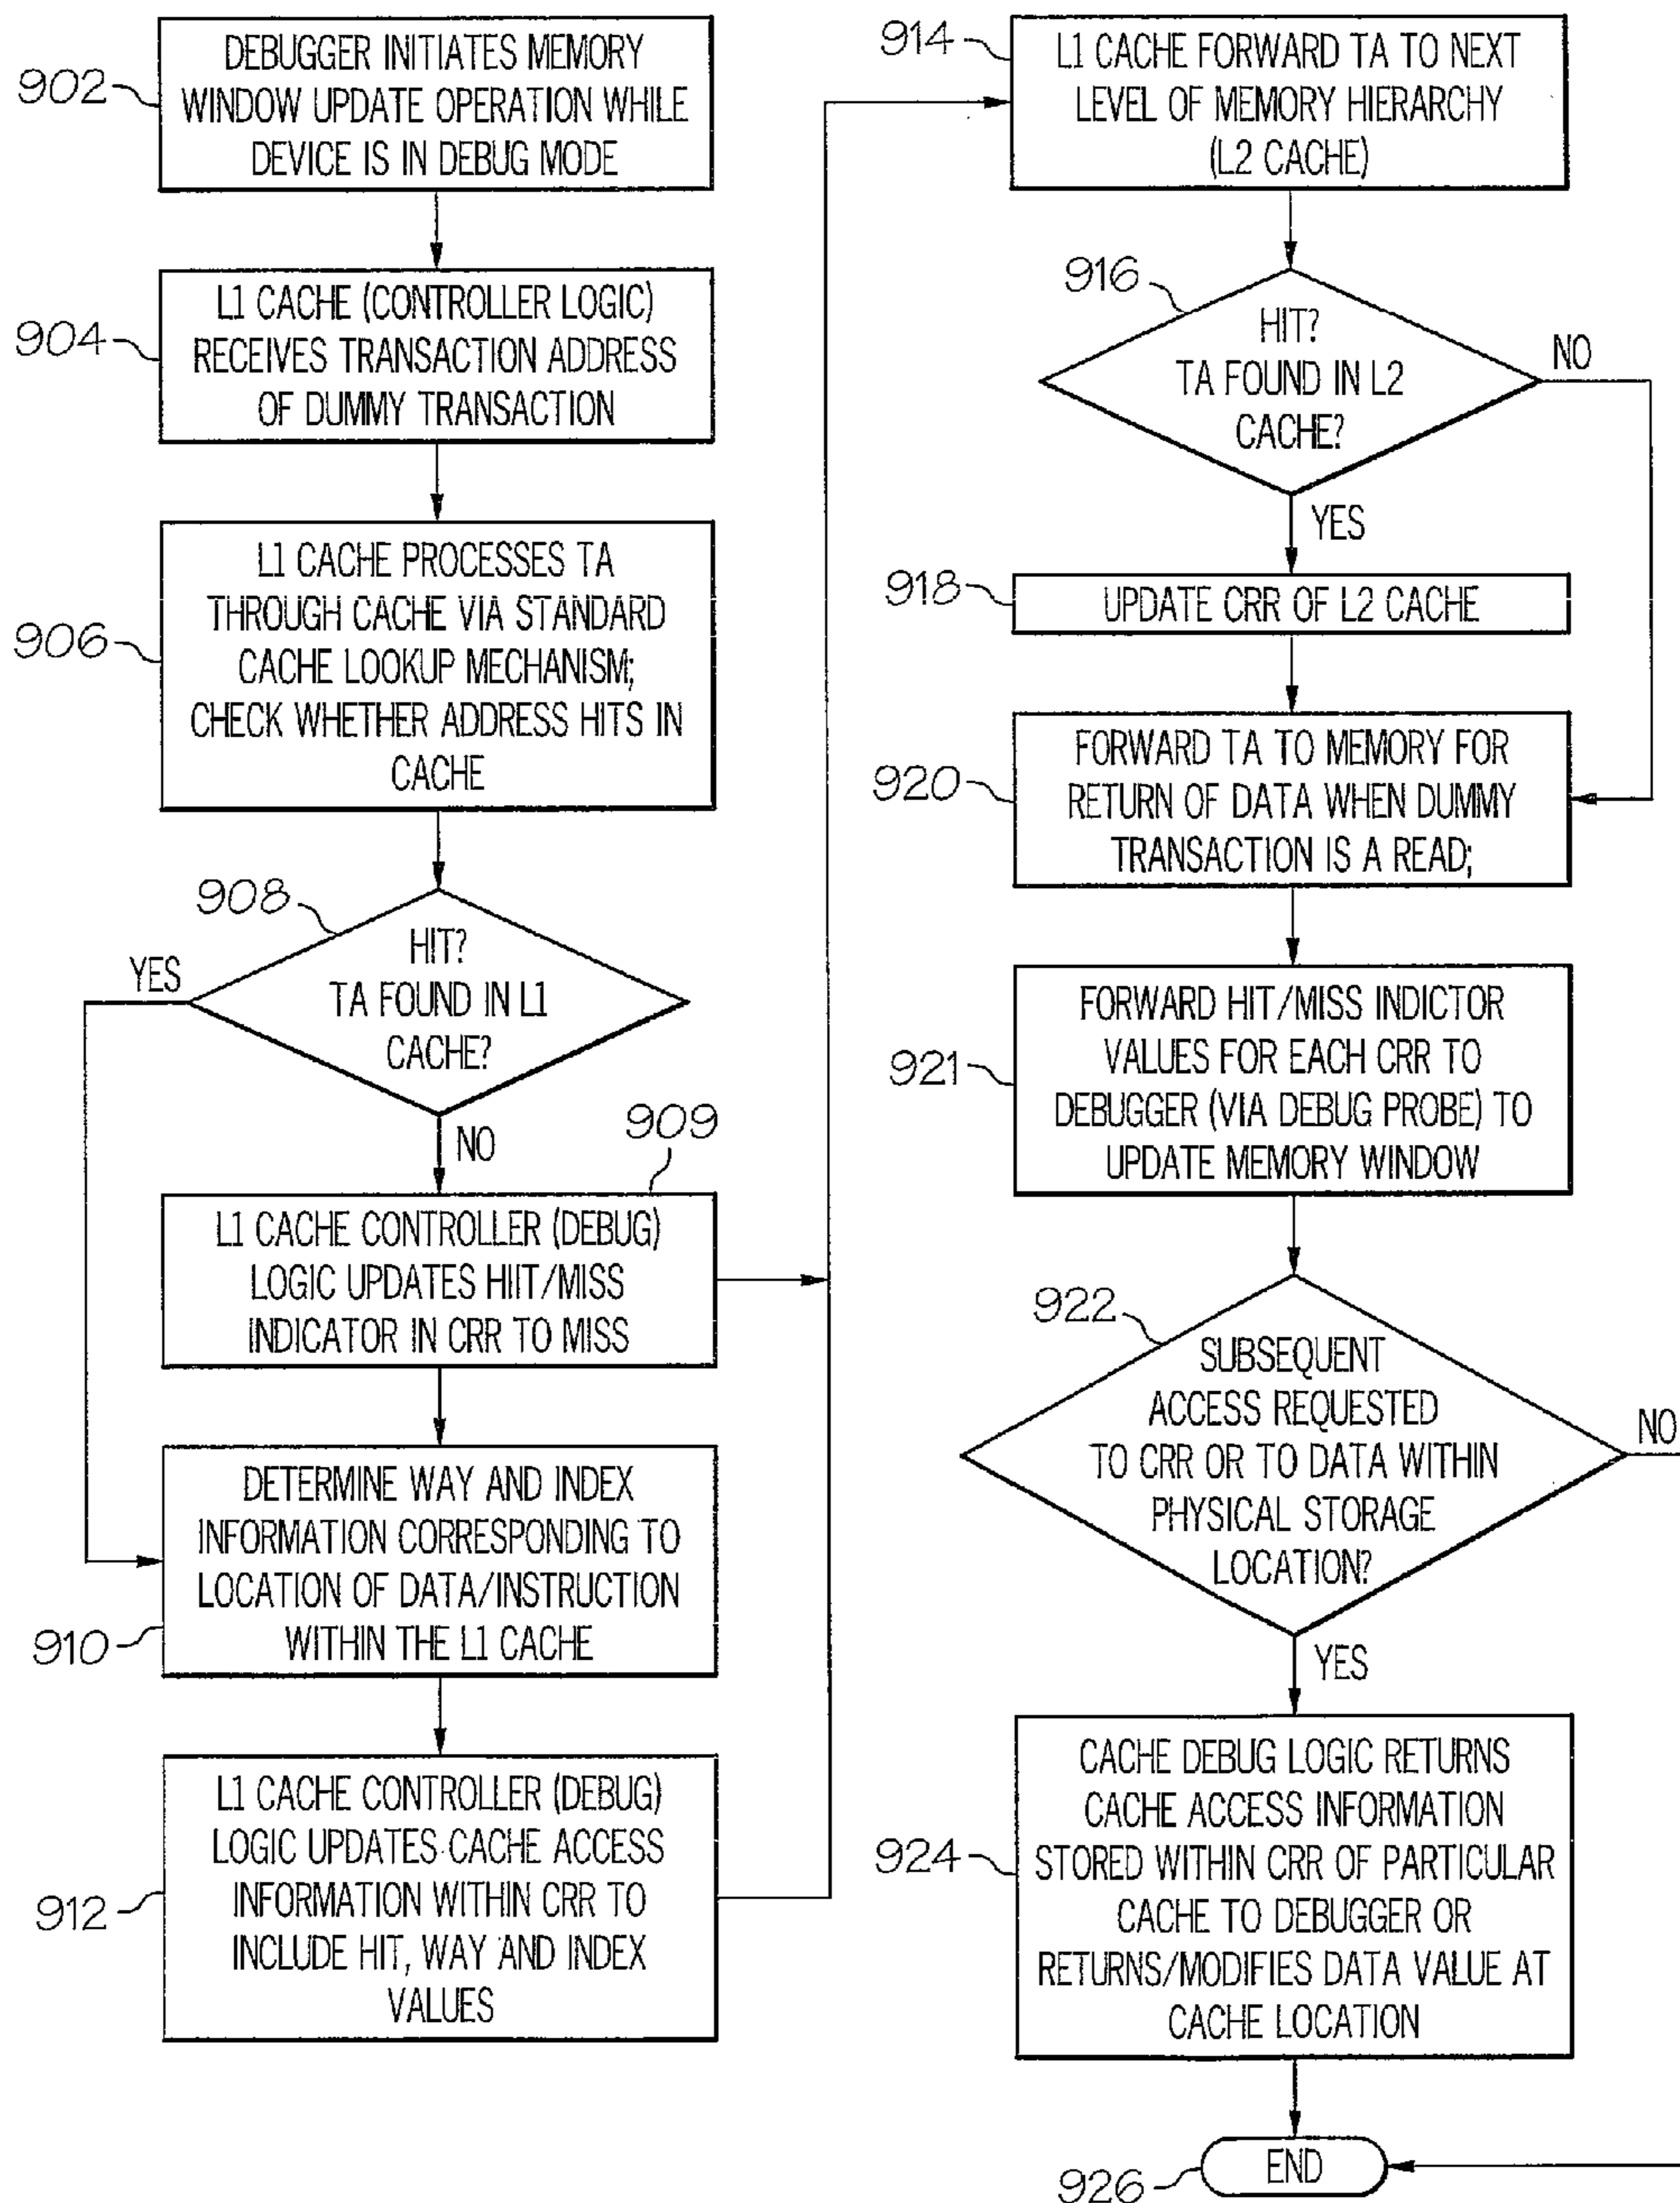 902
DEBUGGER INITIATES MEMORY
WINDOW UPDATE OPERATION WHILE
DEVICE IS IN DEBUG MODE
904
L1 CACHE (CONTROLLER LOGIC)
RECEIVES TRANSACTION ADDRESS
OF DUMMY TRANSACTION
906
L1 CACHE PROCESSES TA
THROUGH CACHE VIA STANDARD
CACHE LOOKUP MECHANISM;
CHECK WHETHER ADDRESS HITS IN
CACHE
908
HIT?
TA FOUND IN L1
CACHE?
YES
NO
909
L1 CACHE CONTROLLER (DEBUG)
LOGIC UPDATES HIIT/MISS
INDICATOR IN CRR TO MISS
910
DETERMINE WAY AND INDEX
INFORMATION CORRESPONDING TO
LOCATION OF DATA/INSTRUCTION
WITHIN THE L1 CACHE
912
L1 CACHE CONTROLLER (DEBUG)
LOGIC UPDATES CACHE ACCESS
INFORMATION WITHIN CRR TO
INCLUDE HIT, WAY AND INDEX
VALUES
914
L1 CACHE FORWARD TA TO NEXT
LEVEL OF MEMORY HIERARCHY
(L2 CACHE)
916
HIT?
TA FOUND IN L2
CACHE?
NO
YES
918
UPDATE CRR OF L2 CACHE
920
FORWARD TA TO MEMORY FOR
RETURN OF DATA WHEN DUMMY
TRANSACTION IS A READ;
921
FORWARD HIT/MISS INDICTOR
VALUES FOR EACH CRR TO
DEBUGGER (VIA DEBUG PROBE) TO
UPDATE MEMORY WINDOW
922
SUBSEQUENT
ACCESS REQUESTED
TO CRR OR TO DATA WITHIN
PHYSICAL STORAGE
LOCATION?
NO
YES
924
CACHE DEBUG LOGIC RETURNS
CACHE ACCESS INFORMATION
STORED WITHIN CRR OF PARTICULAR
CACHE TO DEBUGGER OR
RETURNS/MODIFIES DATA VALUE AT
CACHE LOCATION
926
END